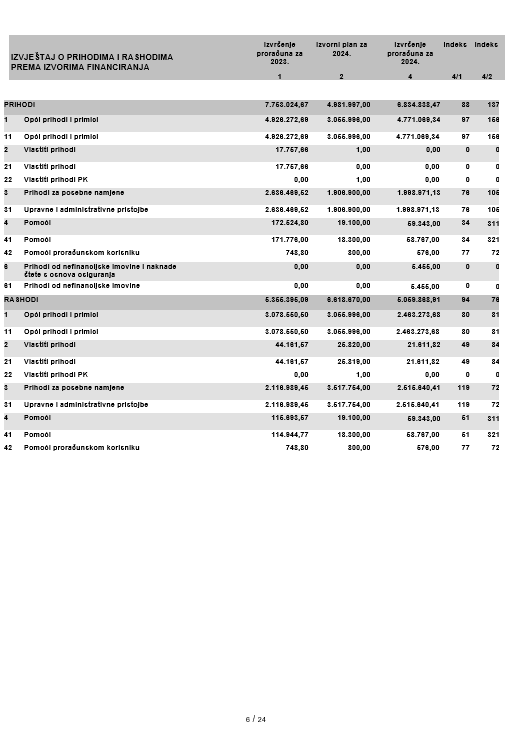 IZVJEŠTAJ O PRIHODIMA I RASHODIMA
PREMA IZVORIMA FINANCIRANJA
Izvršenje proračuna za 2023.
Izvorni plan za 2024.
Izvršenje proračuna za 2024.
Indeks
Indeks
1 2 4 4/1 4/2
PRIHODI 7.753.024,67 4.981.997,00 6.834.838,47 88 137
1 Opći prihodi i primici 4.926.272,69 3.055.996,00 4.771.069,34 97 156
11 Opći prihodi i primici 4.926.272,69 3.055.996,00 4.771.069,34 97 156
2 Vlastiti prihodi 17.757,66 1,00 0,00 0 0
21 Vlastiti prihodi 17.757,66 0,00 0,00 0 0
22 Vlastiti prihodi PK 0,00 1,00 0,00 0 0
3 Prihodi za posebne namjene 2.636.469,52 1.906.900,00 1.998.971,13 76 105
31 Upravne i administrativne pristojbe 2.636.469,52 1.906.900,00 1.998.971,13 76 105
4 Pomoći 172.524,80 19.100,00 59.343,00 34 311
41 Pomoći 171.776,00 18.300,00 58.767,00 34 321
42 Pomoći proračunskom korisniku 748,80 800,00 576,00 77 72
6 Prihodi od nefinancijske imovine i naknade 0,00 0,00 5.455,00 0 0
štete s osnova osiguranja
61 Prihodi od nefinancijske imovine 0,00 0,00 5.455,00 0 0
RASHODI 5.355.395,09 6.618.670,00 5.059.868,91 94 76
1 Opći prihodi i primici 3.078.550,50 3.055.996,00 2.463.273,68 80 81
11 Opći prihodi i primici 3.078.550,50 3.055.996,00 2.463.273,68 80 81
2 Vlastiti prihodi 44.161,57 25.820,00 21.611,82 49 84
21 Vlastiti prihodi 44.161,57 25.819,00 21.611,82 49 84
22 Vlastiti prihodi PK 0,00 1,00 0,00 0 0
3 Prihodi za posebne namjene 2.116.989,45 3.517.754,00 2.515.640,41 119 72
31 Upravne i administrativne pristojbe 2.116.989,45 3.517.754,00 2.515.640,41 119 72
4 Pomoći 115.693,57 19.100,00 59.343,00 51 311
41 Pomoći 114.944,77 18.300,00 58.767,00 51 321
42 Pomoći proračunskom korisniku 748,80 800,00 576,00 77 72
6 / 24